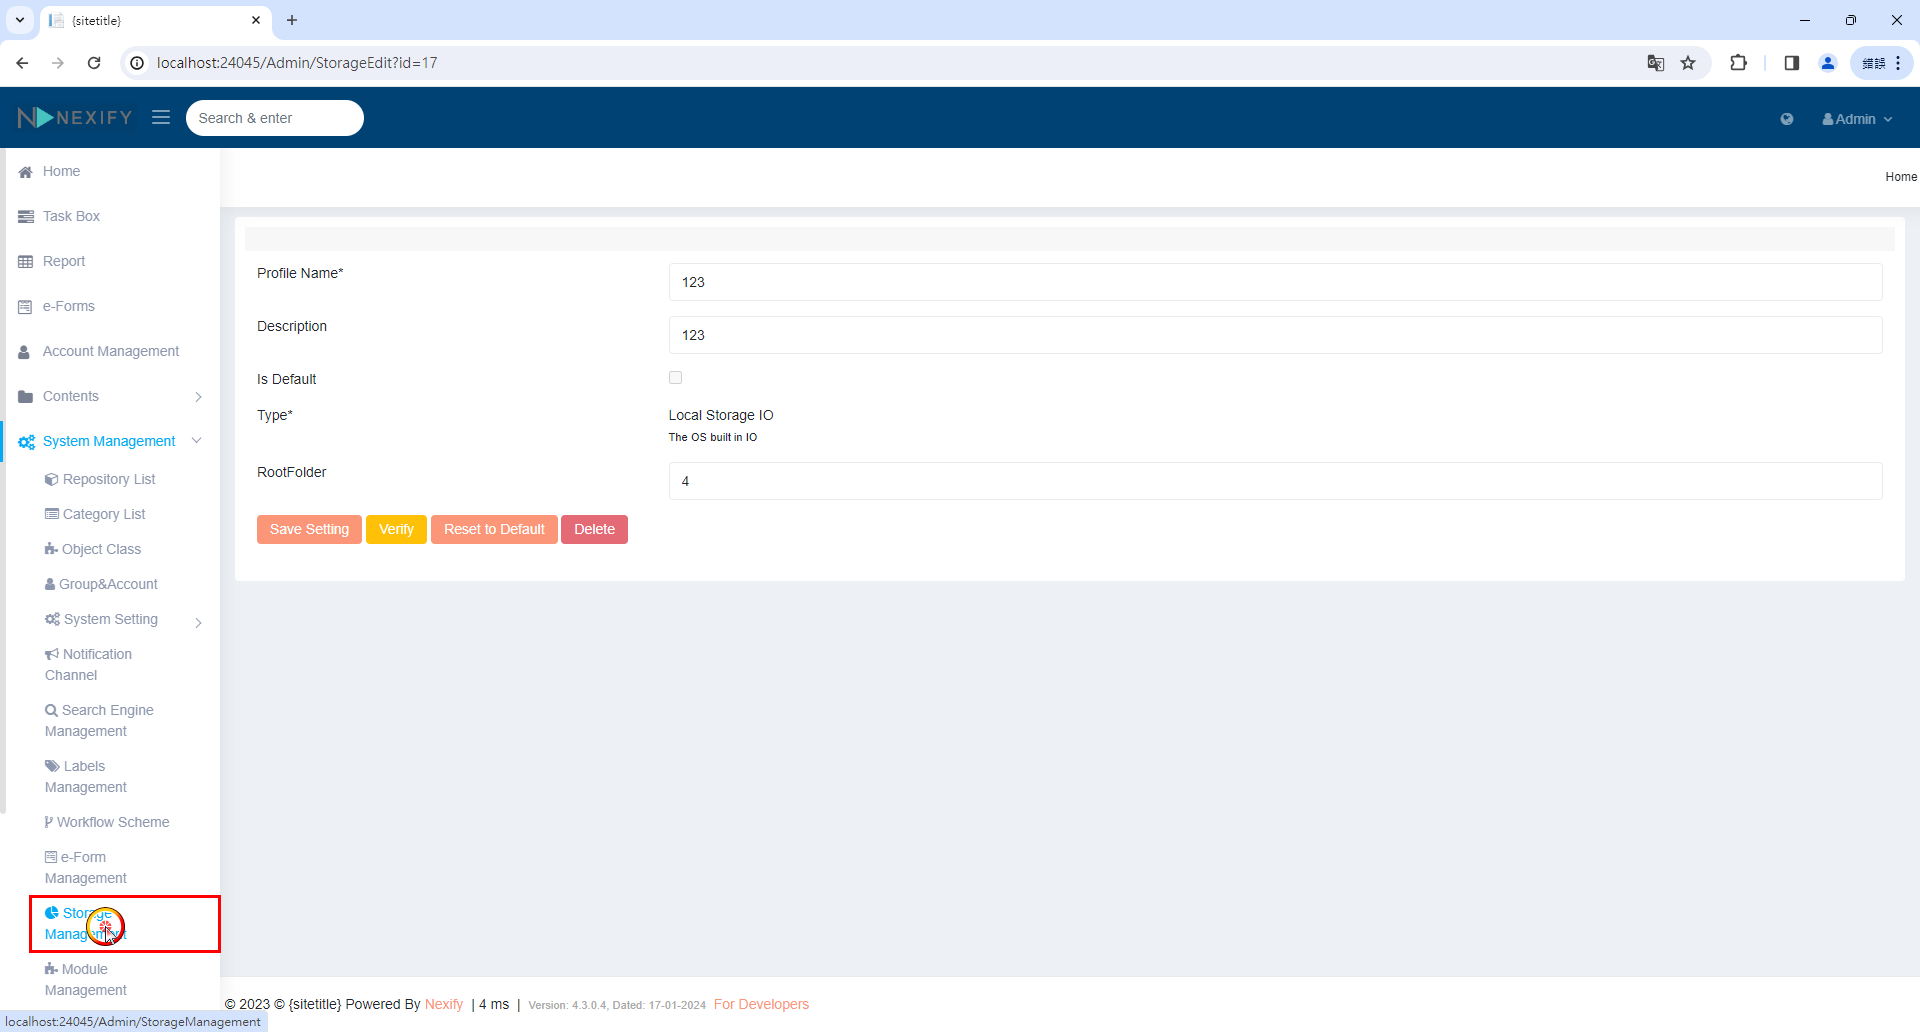 {sitetitle}
localhost:24045/Admin/StorageEdit?id=17
錯誤
NEXIFY
Search & enter
Admin
Home
Home
Task Box
Report
e-Forms
Account Management
Contents
System Management
Repository List
Category List
Object Class
Group&Account
System Setting
Notification
Channel
Search Engine
Management
Labels
Management
Workflow Scheme
e-Form
Management
Storage
Management
Module
Management
Profile Name*
123
Description
123
Is Default
Type*
Local Storage IO
The OS built in IO
RootFolder
4
Save Setting
Verify
Reset to Default
Delete
© 2023 © {sitetitle} Powered By Nexify | 4 ms | Version: 4.3.0.4, Dated: 17-01-2024 For Developers
localhost:24045/Admin/StorageManagement